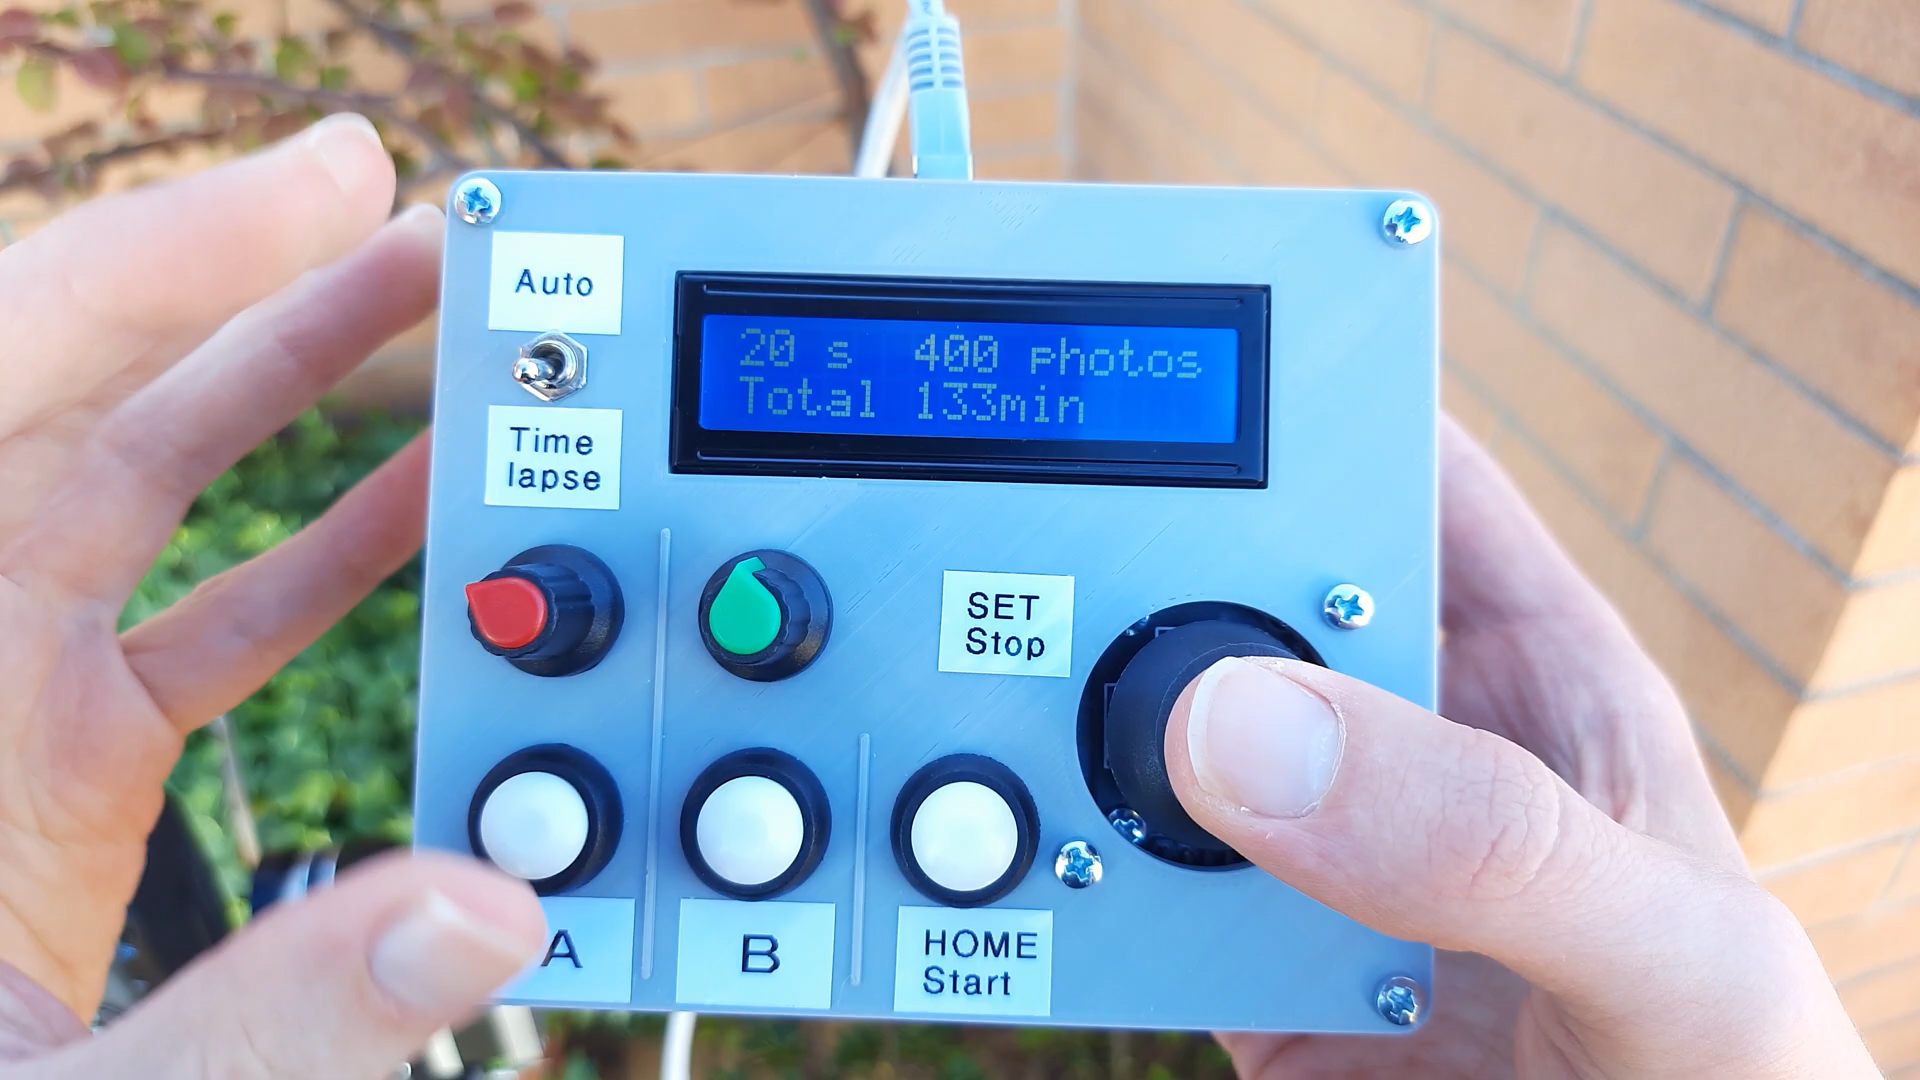 Auto
20 s 400 photos
Total 133min
Time
lapse
SET
Stop
A
B
HOME
Start